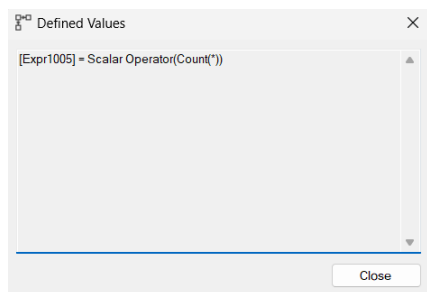 Defined Values
[Expr1005] = Scalar Operator(Count(*))
Close